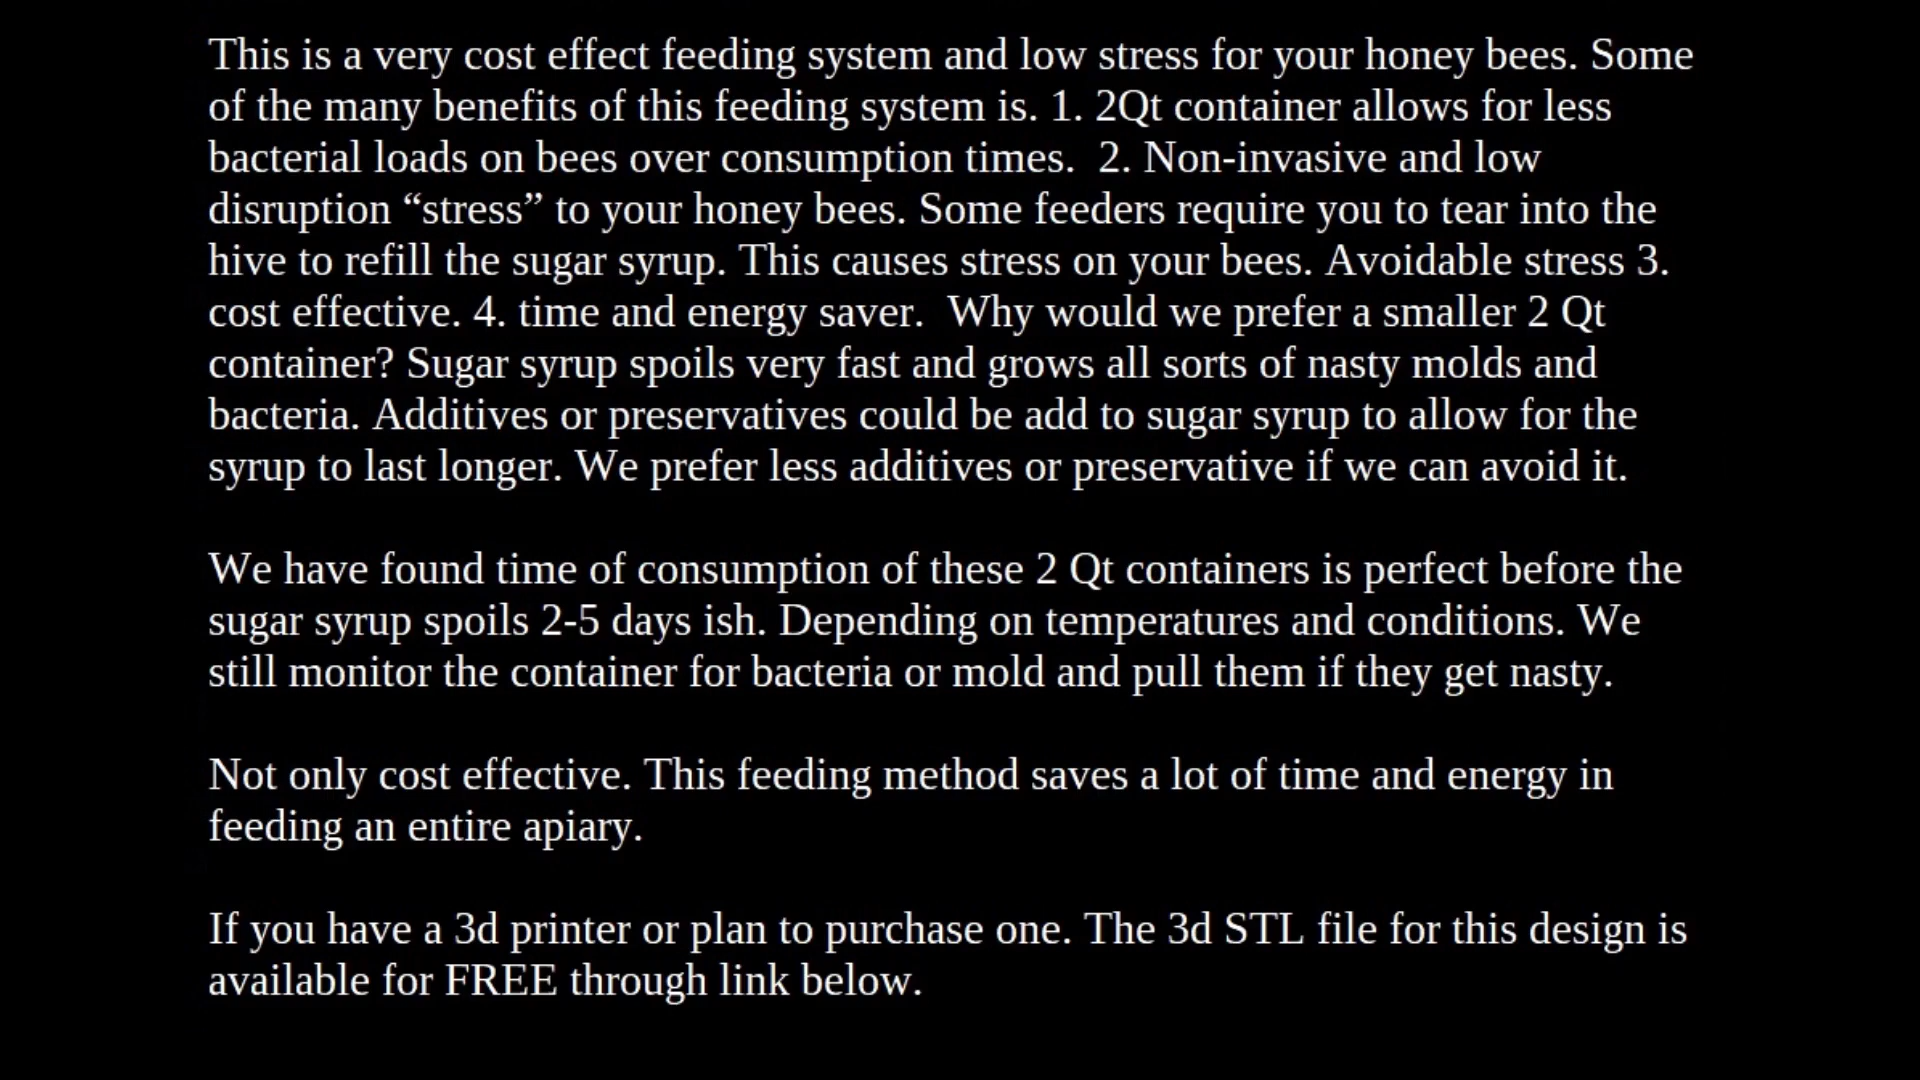 This is a very cost effect feeding system and low stress for your honey bees. Some
of the many benefits of this feeding system is. 1. 2Qt container allows for less
bacterial loads on bees over consumption times.  2. Non-invasive and low
disruption “stress” to your honey bees. Some feeders require you to tear into the
hive to refill the sugar syrup. This causes stress on your bees. Avoidable stress 3.
cost effective. 4. time and energy saver.  Why would we prefer a smaller 2 Qt
container? Sugar syrup spoils very fast and grows all sorts of nasty molds and
bacteria. Additives or preservatives could be add to sugar syrup to allow for the
syrup to last longer. We prefer less additives or preservative if we can avoid it.
We have found time of consumption of these 2 Qt containers is perfect before the
sugar syrup spoils 2-5 days ish. Depending on temperatures and conditions. We
still monitor the container for bacteria or mold and pull them if they get nasty.
Not only cost effective. This feeding method saves a lot of time and energy in
feeding an entire apiary.
If you have a 3d printer or plan to purchase one. The 3d STL file for this design is
available for FREE through link below.